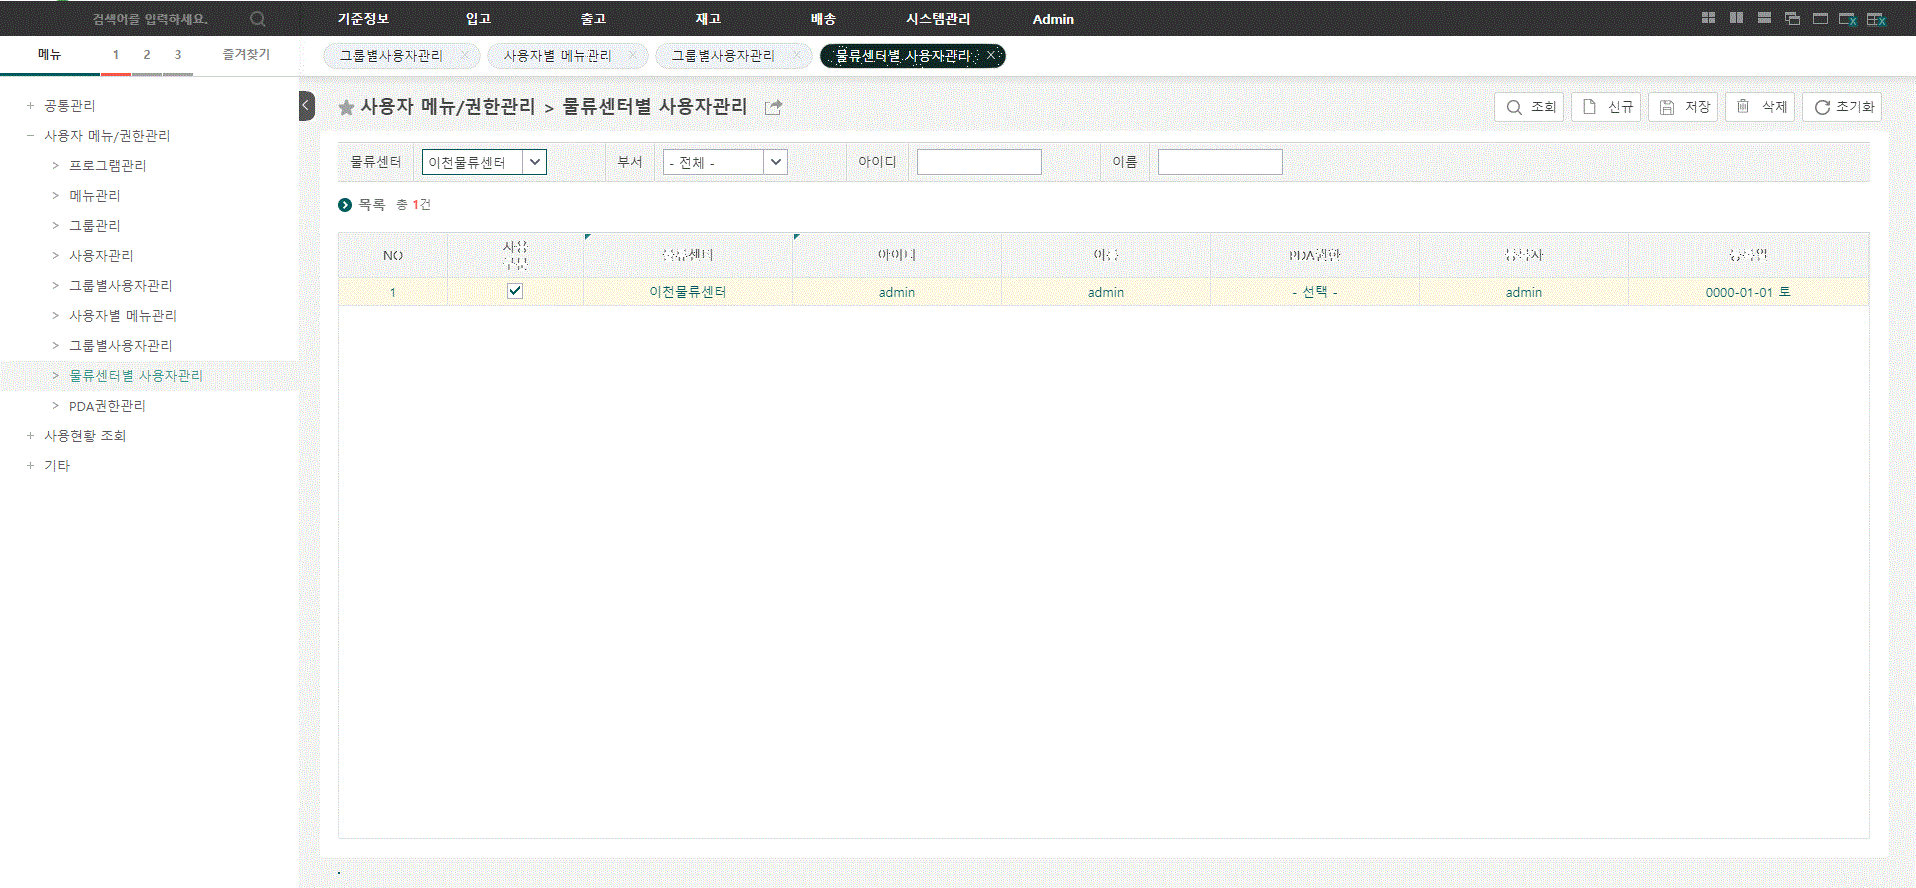 검색어를 입력하세요.
기준정보 입고 출고 재고 배송 시스템관리 Admin
메뉴 1 2 3 즐겨찾기
그룹별사용자관리 X 사용자별 메뉴관리 X 그룹별사용자관리 X 물류센터별 사용자관리 X
+ 공통관리
- 사용자 메뉴/권한관리
> 프로그램관리
> 메뉴관리
> 그룹관리
> 사용자관리
> 그룹별사용자관리
> 사용자별 메뉴관리
> 그룹별사용자관리
> 물류센터별 사용자관리
> PDA권한관리
+ 사용현황 조회
+ 기타
사용자 메뉴/권한관리 > 물류센터별 사용자관리
조회 신규 저장 삭제 초기화
물류센터 이천물류센터 부서 - 전체 - 아이디 이름
목록 총 1건
NO 사용 구분 물류센터 아이디 이름 PDA권한 등록자 등록일
1 이천물류센터 admin admin - 선택 - admin 0000-01-01 토